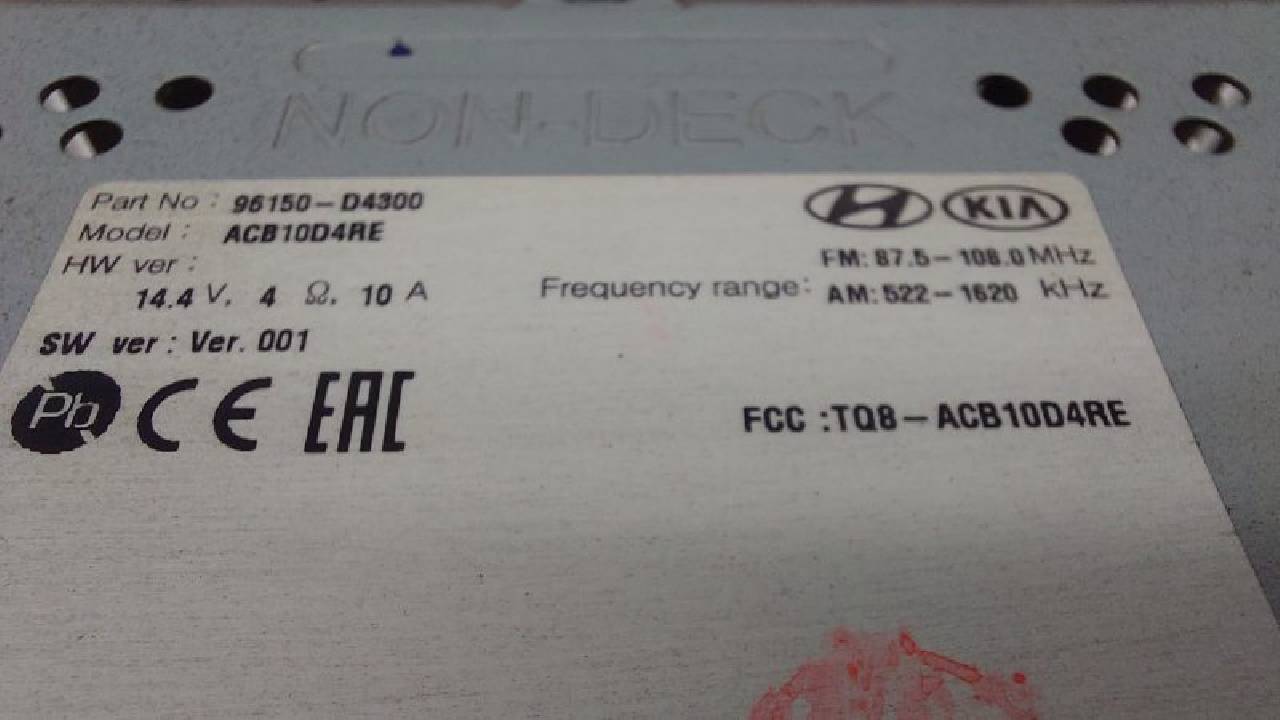 NON-DECK
Part No : 96150-D4300
Model : ACB10D4RE
HW ver :
14.4 V, 4 Ω, 10 A
SW ver : Ver. 001
KIA
FM: 87.5-108.0 MHz
Frequency range: AM: 522-1620 kHz
Pb CE EAC
FCC :TQ8-ACB10D4RE